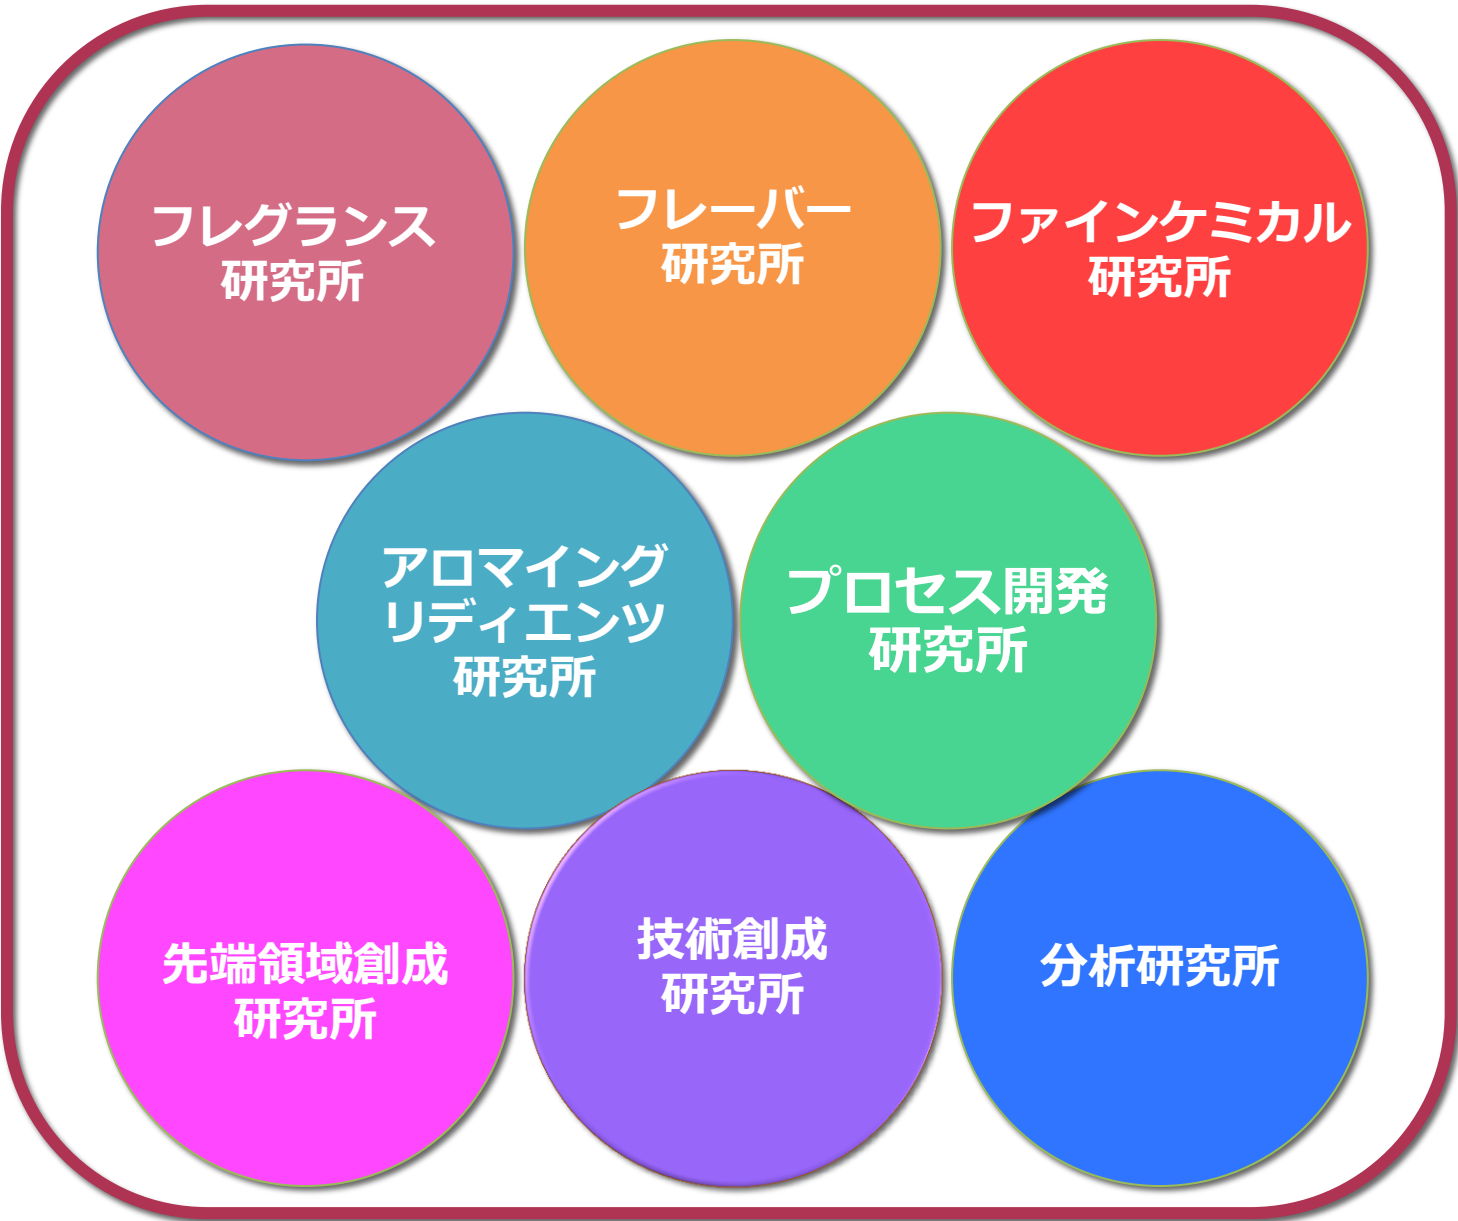 フレグランス
研究所
フレーバー
研究所
ファインケミカル
研究所
アロマイング
リディエンツ
研究所
プロセス開発
研究所
先端領域創成
研究所
技術創成
研究所
分析研究所